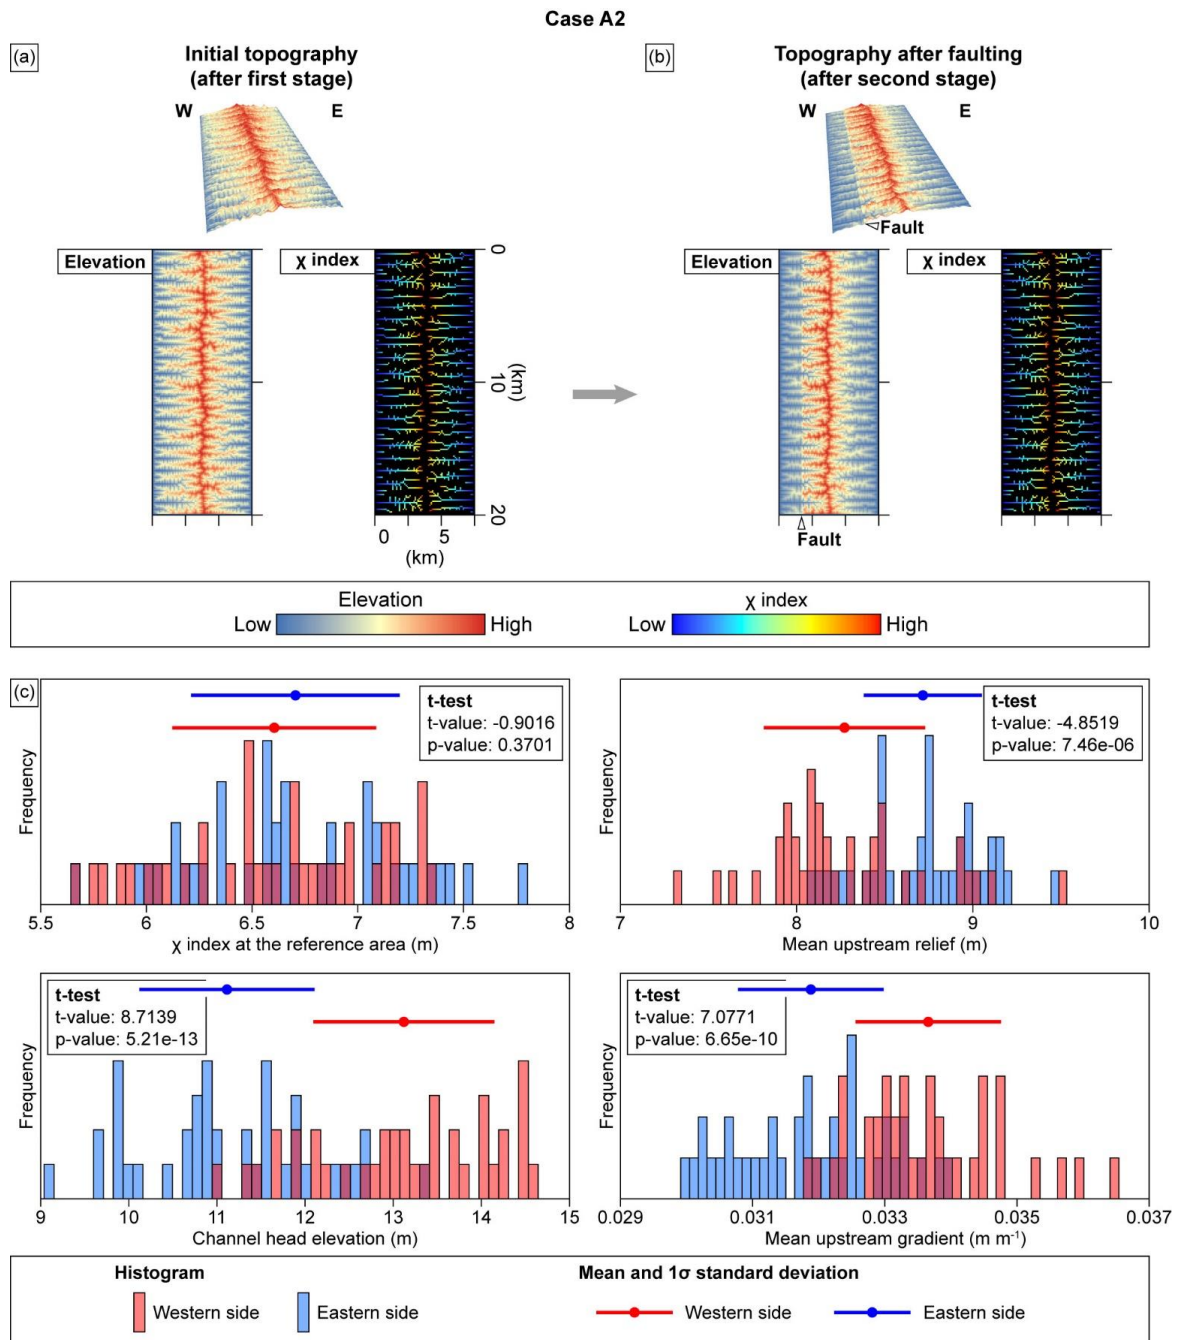 Case A2
(a)
Initial topography
(after first stage)
W
E
Elevation
χ index
0
10
20
(km)
0
5
(km)
(b)
Topography after faulting
(after second stage)
W
E
Fault
Elevation
χ index
Fault
Elevation
Low
High
χ index
Low
High
(c)
t-test
t-value: -0.9016
p-value: 0.3701
Frequency
5.5
6
6.5
7
7.5
8
χ index at the reference area (m)
t-test
t-value: -4.8519
p-value: 7.46e-06
Frequency
7
8
9
10
Mean upstream relief (m)
t-test
t-value: 8.7139
p-value: 5.21e-13
Frequency
9
10
11
12
13
14
15
Channel head elevation (m)
t-test
t-value: 7.0771
p-value: 6.65e-10
Frequency
0.029
0.031
0.033
0.035
0.037
Mean upstream gradient (m m⁻¹)
Histogram
Western side
Eastern side
Mean and 1σ standard deviation
Western side
Eastern side